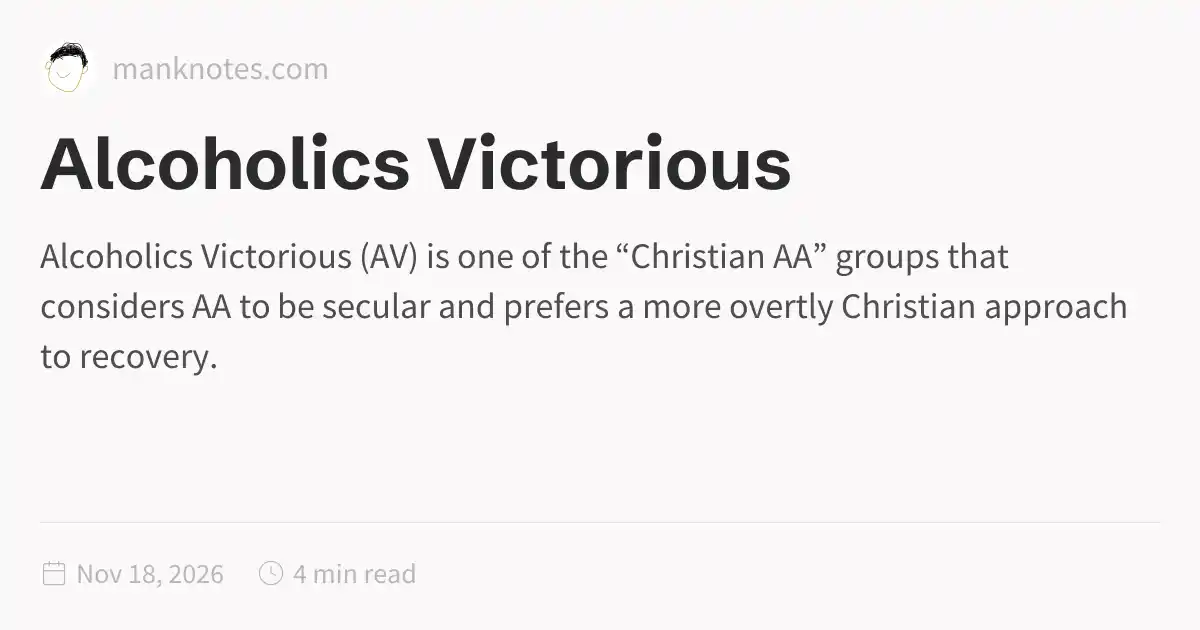 manknotes.com
Alcoholics Victorious
Alcoholics Victorious (AV) is one of the “Christian AA” groups that
considers AA to be secular and prefers a more overtly Christian approach
to recovery.
Nov 18, 2026 4 min read